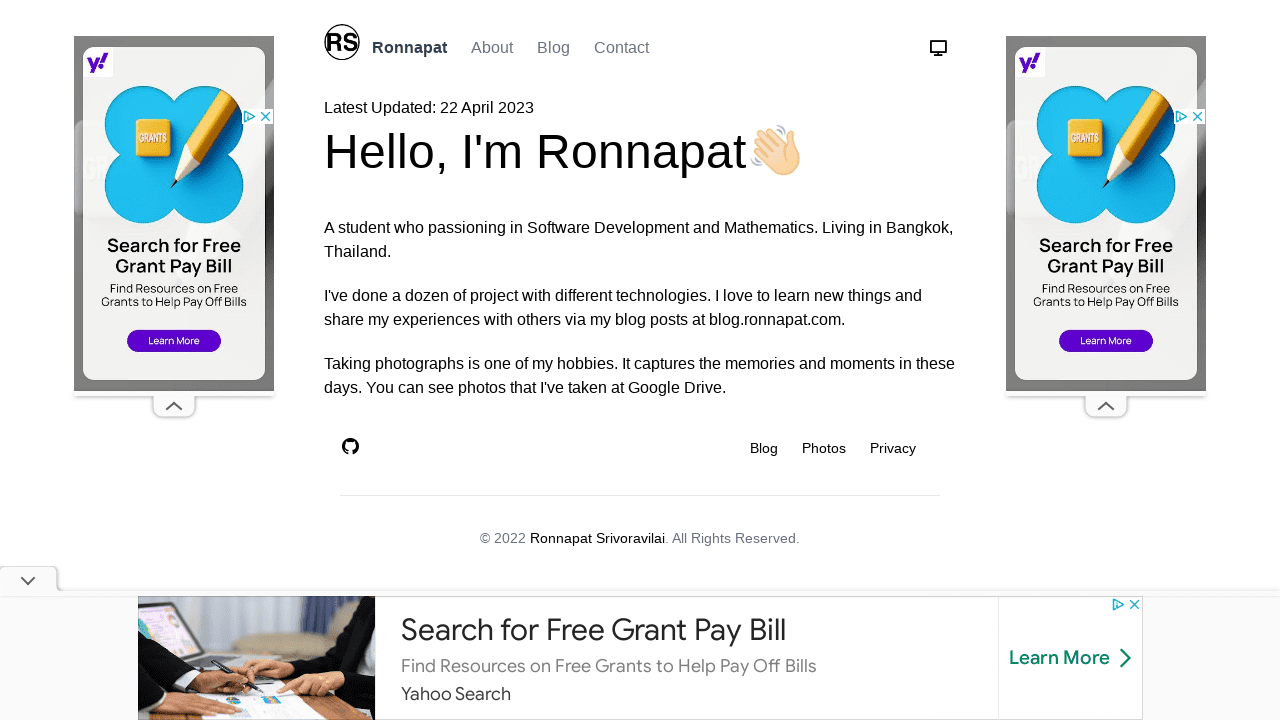 RS
Ronnapat
About
Blog
Contact
Latest Updated: 22 April 2023
Hello, I'm Ronnapat👋🏻
A student who passioning in Software Development and Mathematics. Living in Bangkok,
Thailand.
I've done a dozen of project with different technologies. I love to learn new things and
share my experiences with others via my blog posts at blog.ronnapat.com.
Taking photographs is one of my hobbies. It captures the memories and moments in these
days. You can see photos that I've taken at Google Drive.
Blog
Photos
Privacy
© 2022 Ronnapat Srivoravilai. All Rights Reserved.
y!
GRANTS
Search for Free
Grant Pay Bill
Find Resources on Free
Grants to Help Pay Off Bills
Learn More
y!
GRANTS
Search for Free
Grant Pay Bill
Find Resources on Free
Grants to Help Pay Off Bills
Learn More
Search for Free Grant Pay Bill
Find Resources on Free Grants to Help Pay Off Bills
Yahoo Search
Learn More